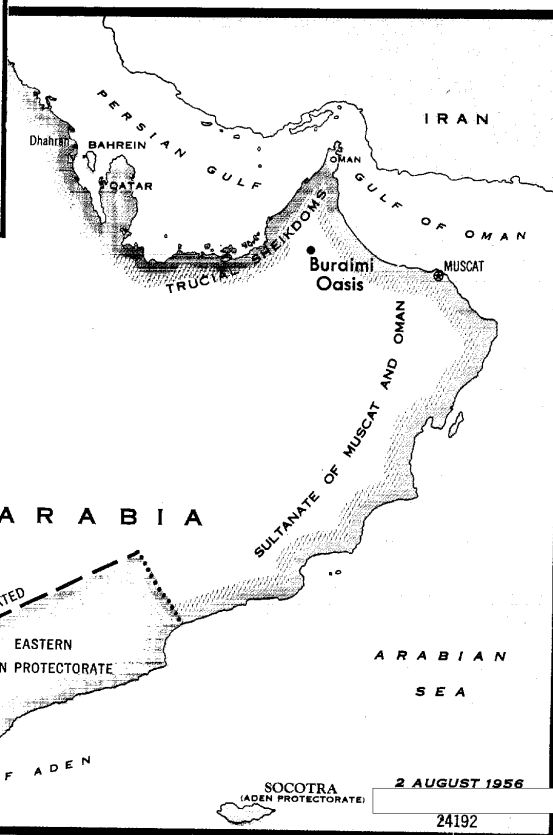 IRAN
PERSIAN GULF
Dhahran
BAHREIN
QATAR
OMAN
GULF OF OMAN
TRUCIAL SHEIKDOMS
Buraimi
Oasis
MUSCAT
SULTANATE OF MUSCAT AND OMAN
ARABIA
TED
EASTERN
N PROTECTORATE
ARABIAN
SEA
F ADEN
SOCOTRA
(ADEN PROTECTORATE)
2 AUGUST 1956
24192